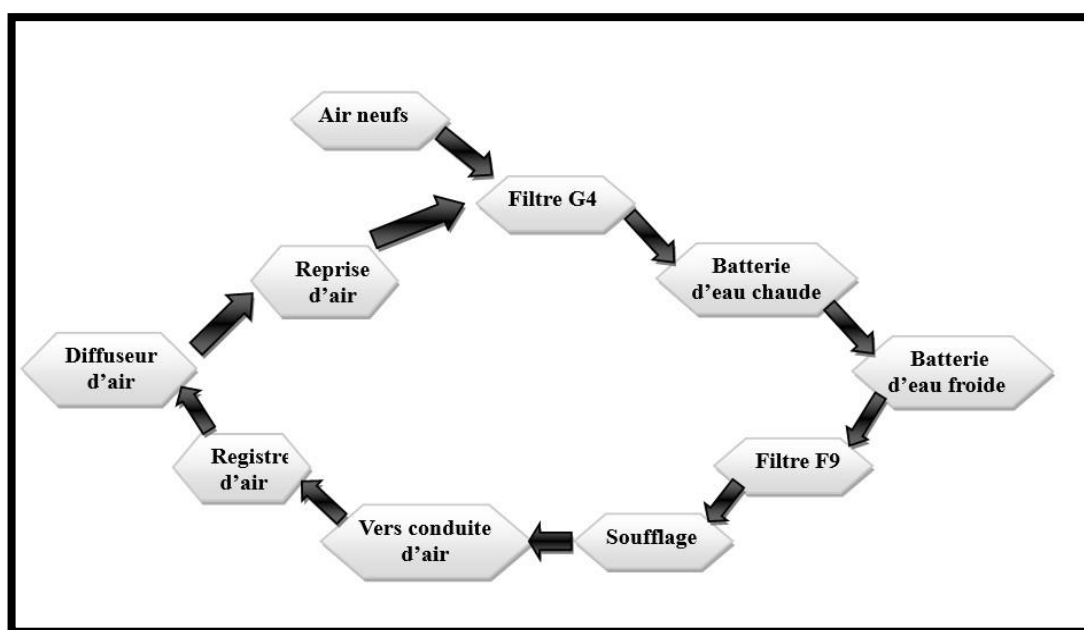 Air neufs
Filtre G4
Batterie
d'eau chaude
Batterie
d'eau froide
Filtre F9
Soufflage
Vers conduite
d'air
Registre
d'air
Diffuseur
d'air
Reprise
d'air